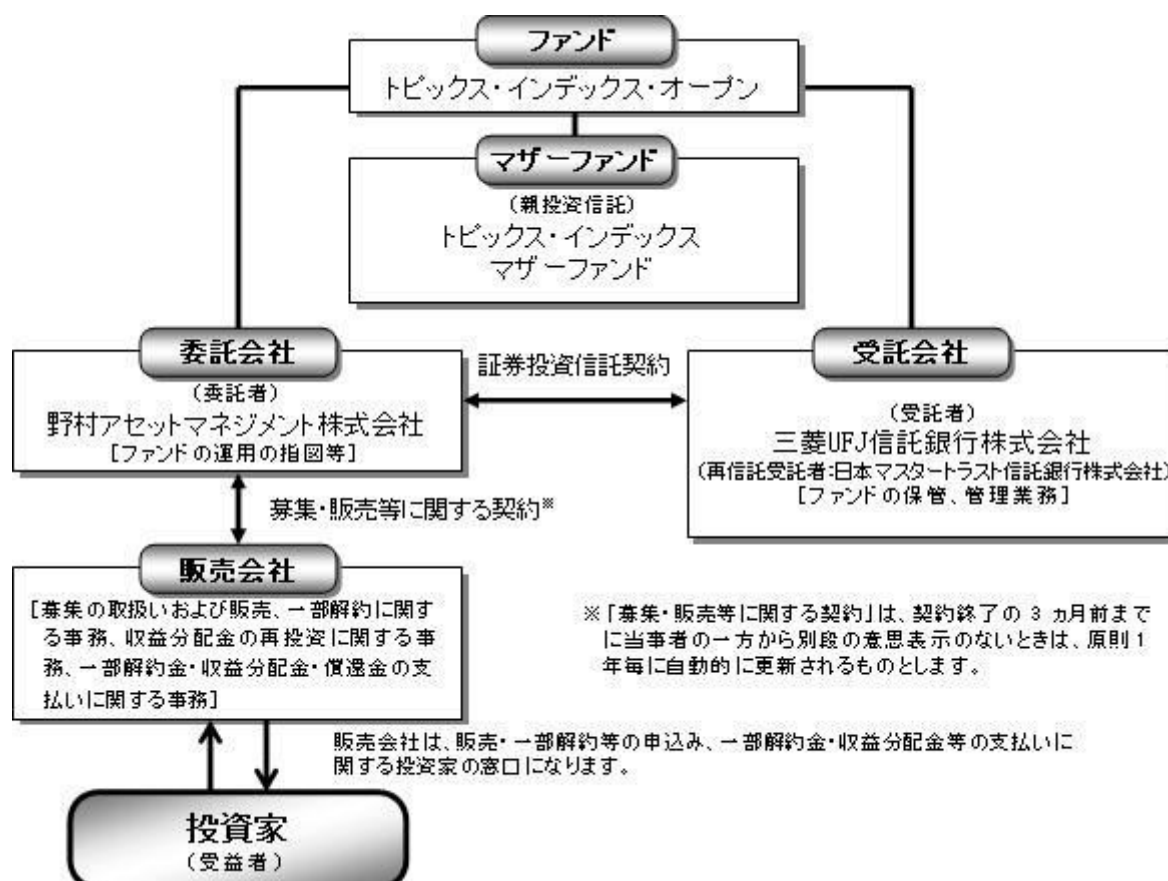 ファンド
トピックス・インデックス・オープン
マザーファンド
（親投資信託）
トピックス・インデックス
マザーファンド
委託会社
（委託者）
野村アセットマネジメント株式会社
［ファンドの運用の指図等］
証券投資信託契約
受託会社
（受託者）
三菱UFJ信託銀行株式会社
（再信託受託者：日本マスタートラスト信託銀行株式会社）
［ファンドの保管、管理業務］
募集・販売等に関する契約※
販売会社
［募集の取扱いおよび販売、一部解約に関す
る事務、収益分配金の再投資に関する事
務、一部解約金・収益分配金・償還金の支
払いに関する事務］
※「募集・販売等に関する契約」は、契約終了の 3 ヵ月前まで
に当事者の一方から別段の意思表示のないときは、原則 1
年毎に自動的に更新されるものとします。
販売会社は、販売・一部解約等の申込み、一部解約金・収益分配金等の支払いに
関する投資家の窓口になります。
投資家
（受益者）